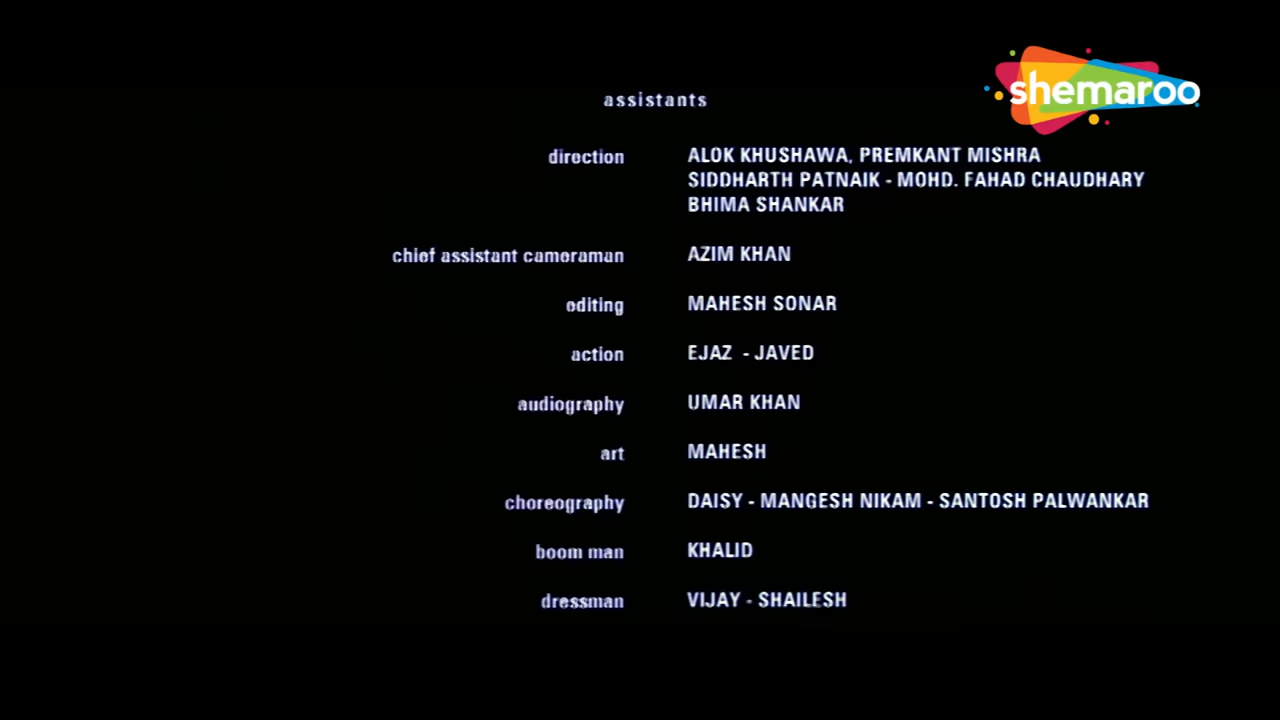 shemaroo
assistants
direction ALOK KHUSHAWA, PREMKANT MISHRA
SIDDHARTH PATNAIK - MOHD. FAHAD CHAUDHARY
BHIMA SHANKAR
chief assistant cameraman AZIM KHAN
editing MAHESH SONAR
action EJAZ - JAVED
audiography UMAR KHAN
art MAHESH
choreography DAISY - MANGESH NIKAM - SANTOSH PALWANKAR
boom man KHALID
dressman VIJAY - SHAILESH